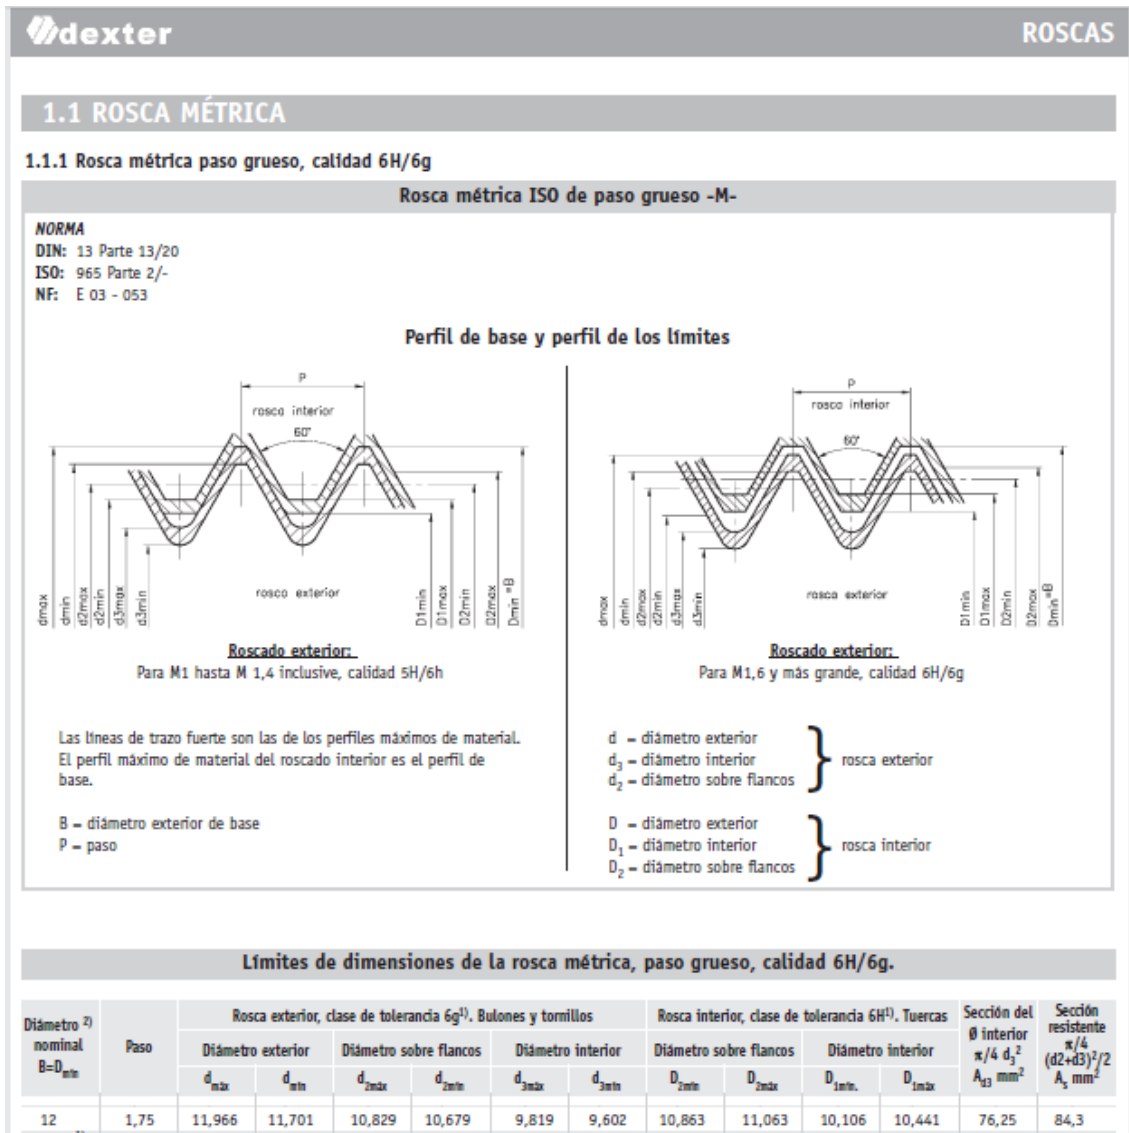 dexter
ROSCAS
1.1 ROSCA MÉTRICA
1.1.1 Rosca métrica paso grueso, calidad 6H/6g
Rosca métrica ISO de paso grueso -M-
NORMA
DIN: 13 Parte 13/20
ISO: 965 Parte 2/-
NF: E 03 - 053
Perfil de base y perfil de los límites
P
rosca interior
60°
rosca exterior
dmax
dmin
d2max
d2min
d3max
d3min
D1min
D1max
D2min
D2max
Dmin=B
Roscado exterior:
Para M1 hasta M 1,4 inclusive, calidad 5H/6h
P
rosca interior
60°
rosca exterior
dmax
dmin
d2max
d2min
d3max
d3min
D1min
D1max
D2min
D2max
Dmin=B
Roscado exterior:
Para M1,6 y más grande, calidad 6H/6g
Las líneas de trazo fuerte son las de los perfiles máximos de material.
El perfil máximo de material del roscado interior es el perfil de
base.
B = diámetro exterior de base
P = paso
d = diámetro exterior
d3 = diámetro interior
d2 = diámetro sobre flancos
rosca exterior
D = diámetro exterior
D1 = diámetro interior
D2 = diámetro sobre flancos
rosca interior
Límites de dimensiones de la rosca métrica, paso grueso, calidad 6H/6g.
Diámetro 2)
nominal
B=Dmín
Paso
Rosca exterior, clase de tolerancia 6g1). Bulones y tornillos
Diámetro exterior
Diámetro sobre flancos
Diámetro interior
dmáx
dmín
d2máx
d2mín
d3máx
d3mín
Rosca interior, clase de tolerancia 6H1). Tuercas
Diámetro sobre flancos
Diámetro interior
D2mín
D2máx
D1mín.
D1máx
Sección del
Ø interior
π/4 d3²
Ad3 mm²
Sección
resistente
π/4
(d2+d3)²/2
As mm²
12 1,75 11,966 11,701 10,829 10,679 9,819 9,602 10,863 11,063 10,106 10,441 76,25 84,3